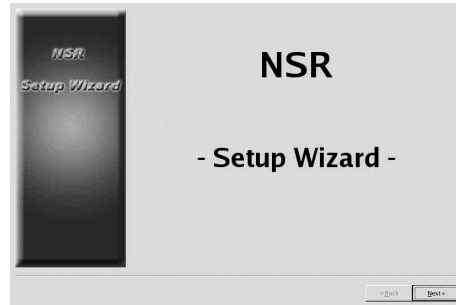 NSR
Setup Wizard
NSR
- Setup Wizard -
< Back
Next >